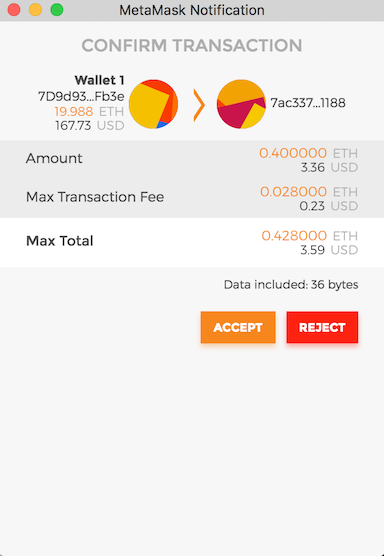 MetaMask Notification
CONFIRM TRANSACTION
Wallet 1
7D9d93...Fb3e
19.988 ETH
167.73 USD
7ac337...1188
Amount
0.400000 ETH
3.36 USD
Max Transaction Fee
0.028000 ETH
0.23 USD
Max Total
0.428000 ETH
3.59 USD
Data included: 36 bytes
ACCEPT
REJECT